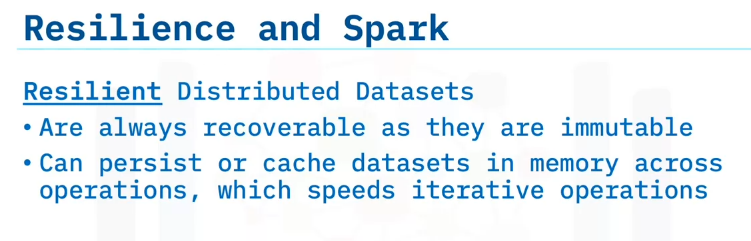 Resilience and Spark
Resilient Distributed Datasets
• Are always recoverable as they are immutable
• Can persist or cache datasets in memory across
operations, which speeds iterative operations